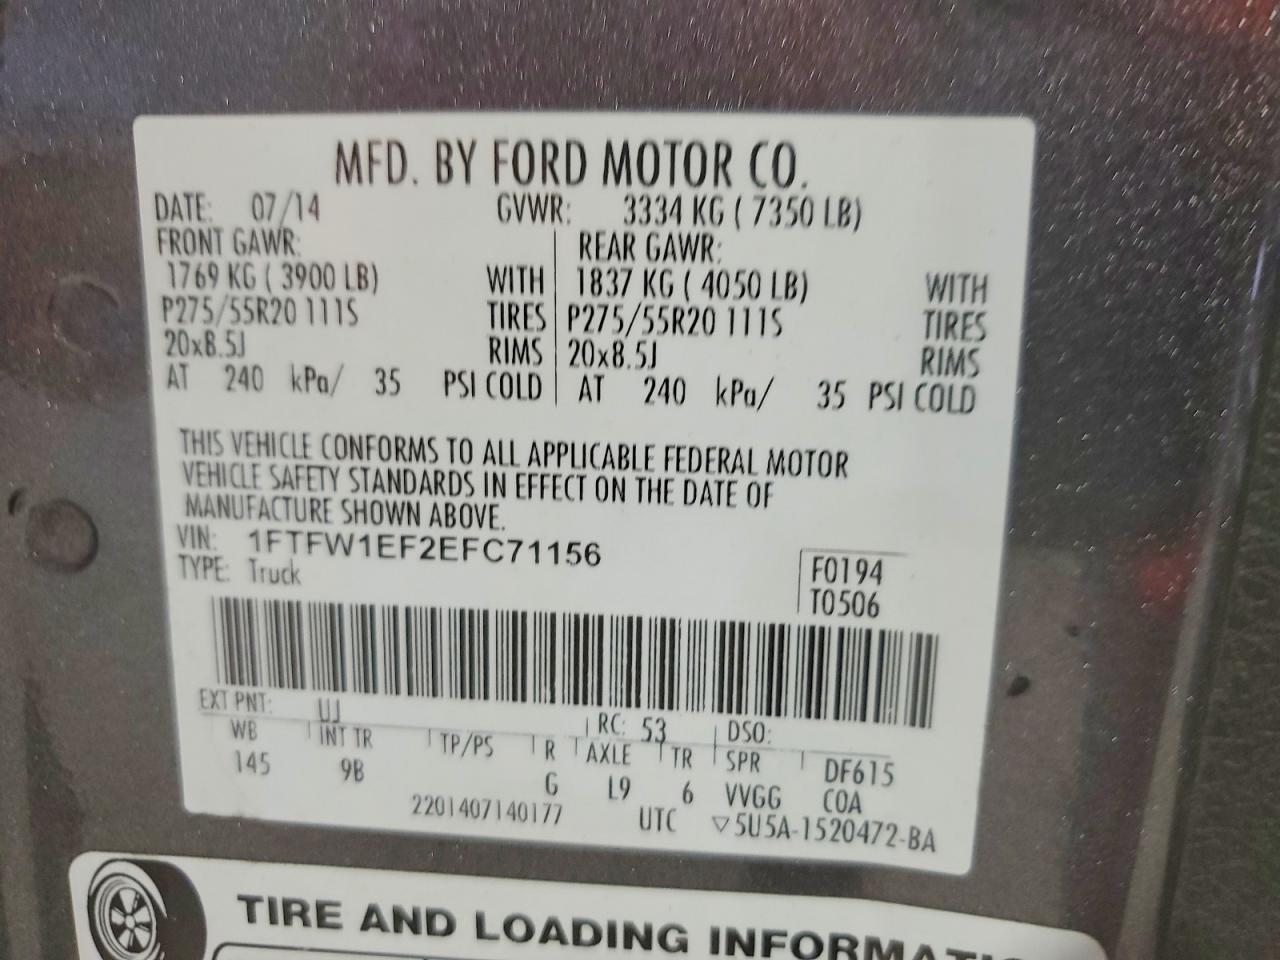 MFD. BY FORD MOTOR CO.
DATE: 07/14 GVWR: 3334 KG ( 7350 LB)
FRONT GAWR: REAR GAWR:
1769 KG ( 3900 LB) WITH 1837 KG ( 4050 LB) WITH
P275/55R20 111S TIRES P275/55R20 111S TIRES
20x8.5J RIMS 20x8.5J RIMS
AT 240 kPa/ 35 PSI COLD AT 240 kPa/ 35 PSI COLD
THIS VEHICLE CONFORMS TO ALL APPLICABLE FEDERAL MOTOR
VEHICLE SAFETY STANDARDS IN EFFECT ON THE DATE OF
MANUFACTURE SHOWN ABOVE.
VIN: 1FTFW1EF2EFC71156
TYPE: Truck
F0194
T0506
EXT PNT: UJ RC: 53 DSO:
WB INT TR TP/PS R AXLE TR SPR DF615
145 9B G L9 6 VVGG COA
2201407140177 UTC ▽5U5A-1520472-BA
TIRE AND LOADING